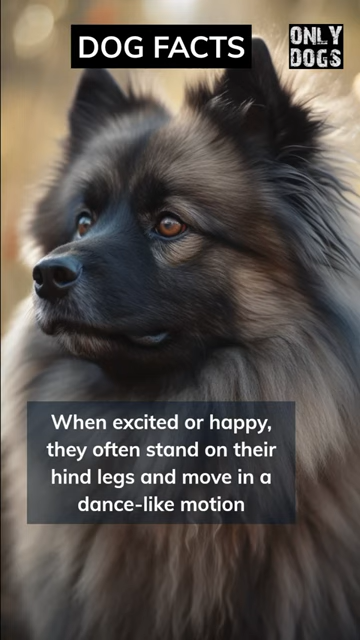 DOG FACTS
ONLY
DOGS
When excited or happy,
they often stand on their
hind legs and move in a
dance-like motion